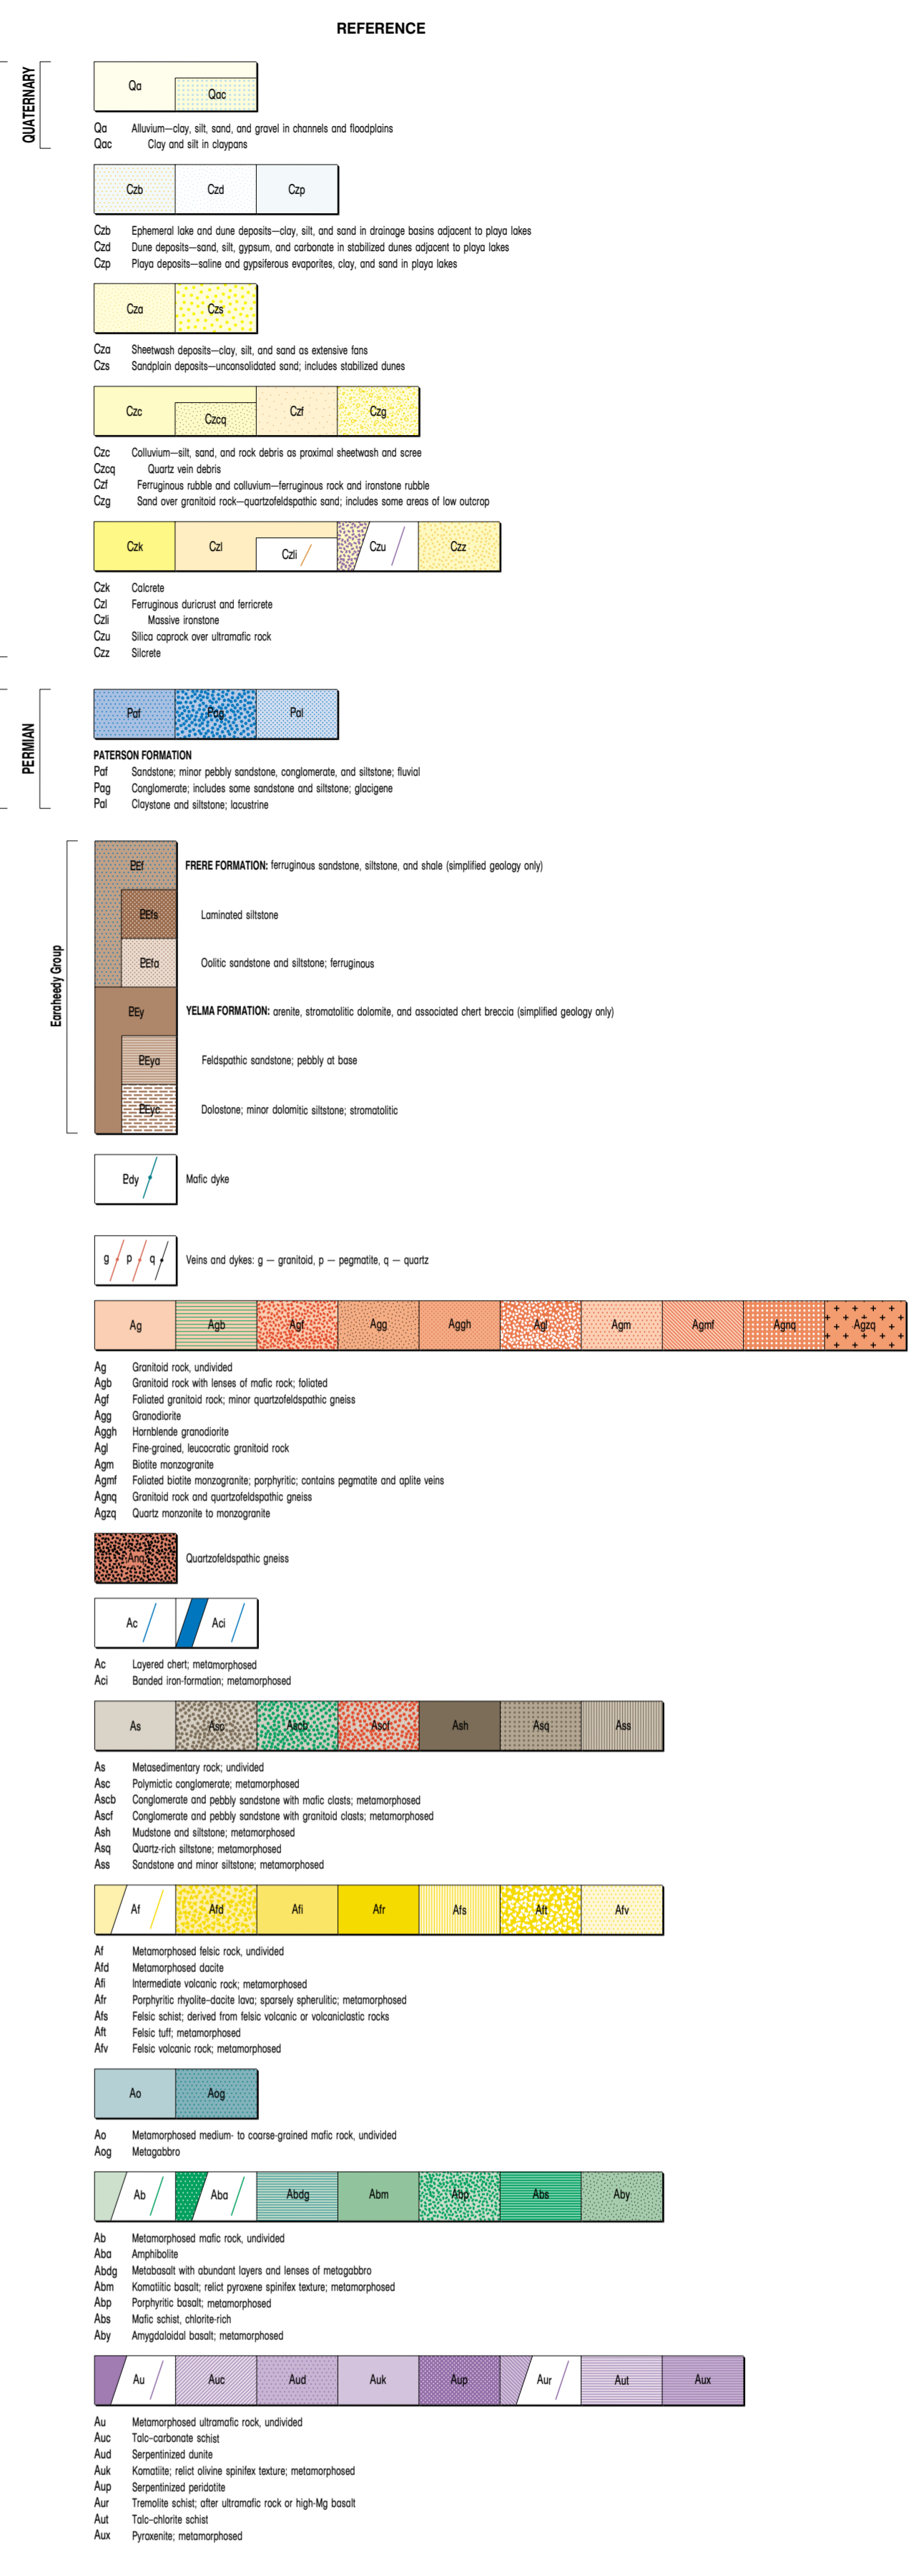 REFERENCE
QUATERNARY
Qa
Qac
Qa Alluvium—clay, silt, sand, and gravel in channels and floodplains
Qac Clay and silt in claypans
Czb Czd Czp
Czb Ephemeral lake and dune deposits—clay, silt, and sand in drainage basins adjacent to playa lakes
Czd Dune deposits—sand, silt, gypsum, and carbonate in stabilized dunes adjacent to playa lakes
Czp Playa deposits—saline and gypsiferous evaporites, clay, and sand in playa lakes
Cza Czs
Cza Sheetwash deposits—clay, silt, and sand as extensive fans
Czs Sandplain deposits—unconsolidated sand; includes stabilized dunes
Czc Czcq Czf Czg
Czc Colluvium—silt, sand, and rock debris as proximal sheetwash and scree
Czcq Quartz vein debris
Czf Ferruginous rubble and colluvium—ferruginous rock and ironstone rubble
Czg Sand over granitoid rock—quartzofeldspathic sand; includes some areas of low outcrop
Czk Czl Czli Czu Czz
Czk Calcrete
Czl Ferruginous duricrust and ferricrete
Czli Massive ironstone
Czu Silica caprock over ultramafic rock
Czz Silcrete
PERMIAN
Paf Pag Pal
PATERSON FORMATION
Paf Sandstone; minor pebbly sandstone, conglomerate, and siltstone; fluvial
Pag Conglomerate; includes some sandstone and siltstone; glacigene
Pal Claystone and siltstone; lacustrine
Earaheedy Group
PEf FRERE FORMATION: ferruginous sandstone, siltstone, and shale (simplified geology only)
PEfs Laminated siltstone
PEfa Oolitic sandstone and siltstone; ferruginous
PEy YELMA FORMATION: arenite, stromatolitic dolomite, and associated chert breccia (simplified geology only)
PEya Feldspathic sandstone; pebbly at base
PEyc Dolostone; minor dolomitic siltstone; stromatolitic
Pdy Mafic dyke
g p q Veins and dykes: g — granitoid, p — pegmatite, q — quartz
Ag Agb Agf Agg Aggh Agl Agm Agmf Agnq Agzq
Ag Granitoid rock, undivided
Agb Granitoid rock with lenses of mafic rock; foliated
Agf Foliated granitoid rock; minor quartzofeldspathic gneiss
Agg Granodiorite
Aggh Hornblende granodiorite
Agl Fine-grained, leucocratic granitoid rock
Agm Biotite monzogranite
Agmf Foliated biotite monzogranite; porphyritic; contains pegmatite and aplite veins
Agnq Granitoid rock and quartzofeldspathic gneiss
Agzq Quartz monzonite to monzogranite
Anq Quartzofeldspathic gneiss
Ac Aci
Ac Layered chert; metamorphosed
Aci Banded iron-formation; metamorphosed
As Asc Ascb Ascf Ash Asq Ass
As Metasedimentary rock; undivided
Asc Polymictic conglomerate; metamorphosed
Ascb Conglomerate and pebbly sandstone with mafic clasts; metamorphosed
Ascf Conglomerate and pebbly sandstone with granitoid clasts; metamorphosed
Ash Mudstone and siltstone; metamorphosed
Asq Quartz-rich siltstone; metamorphosed
Ass Sandstone and minor siltstone; metamorphosed
Af Afd Afi Afr Afs Aft Afv
Af Metamorphosed felsic rock, undivided
Afd Metamorphosed dacite
Afi Intermediate volcanic rock; metamorphosed
Afr Porphyritic rhyolite–dacite lava; sparsely spherulitic; metamorphosed
Afs Felsic schist; derived from felsic volcanic or volcaniclastic rocks
Aft Felsic tuff; metamorphosed
Afv Felsic volcanic rock; metamorphosed
Ao Aog
Ao Metamorphosed medium- to coarse-grained mafic rock, undivided
Aog Metagabbro
Ab Aba Abdg Abm Abp Abs Aby
Ab Metamorphosed mafic rock, undivided
Aba Amphibolite
Abdg Metabasalt with abundant layers and lenses of metagabbro
Abm Komatiitic basalt; relict pyroxene spinifex texture; metamorphosed
Abp Porphyritic basalt; metamorphosed
Abs Mafic schist, chlorite-rich
Aby Amygdaloidal basalt; metamorphosed
Au Auc Aud Auk Aup Aur Aut Aux
Au Metamorphosed ultramafic rock, undivided
Auc Talc–carbonate schist
Aud Serpentinized dunite
Auk Komatiite; relict olivine spinifex texture; metamorphosed
Aup Serpentinized peridotite
Aur Tremolite schist; after ultramafic rock or high-Mg basalt
Aut Talc–chlorite schist
Aux Pyroxenite; metamorphosed